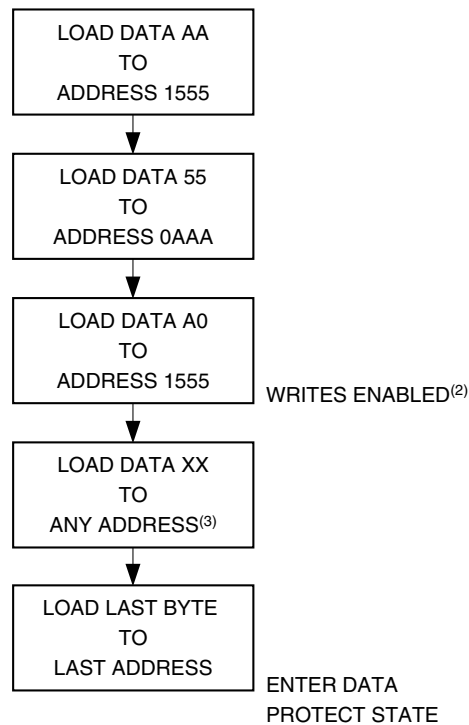 LOAD DATA AA
TO
ADDRESS 1555
LOAD DATA 55
TO
ADDRESS 0AAA
LOAD DATA A0
TO
ADDRESS 1555
WRITES ENABLED(2)
LOAD DATA XX
TO
ANY ADDRESS(3)
LOAD LAST BYTE
TO
LAST ADDRESS
ENTER DATA
PROTECT STATE